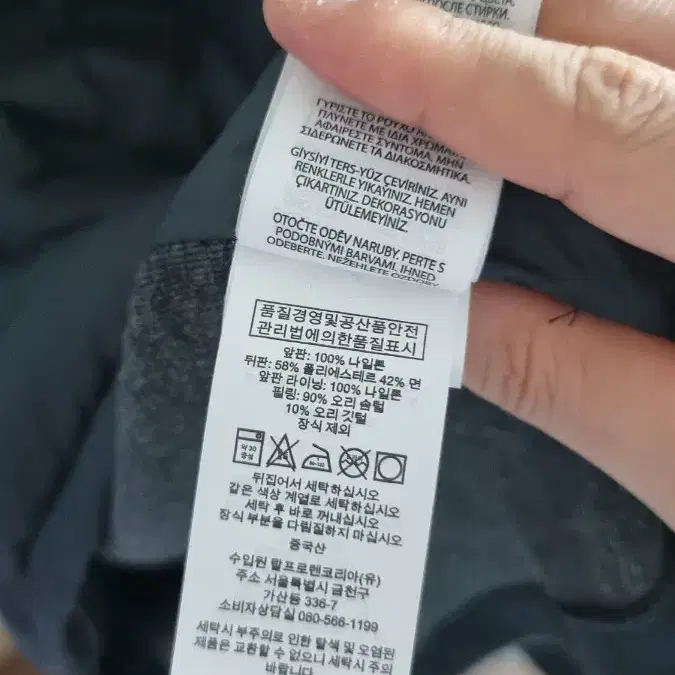 ПОСЛЕ СТИРКИ.
ΓΥΡΙΣΤΕ ΤΟ ΡΟΥΧΟ
ΠΛΥΝΕΤΕ ΜΕ ΙΔΙΑ ΧΡΩΜΑΤ
ΑΦΑΙΡΕΣΤΕ ΣΥΝΤΟΜΑ. ΜΗΝ
ΣΙΔΕΡΩΝΕΤΕ ΤΑ ΔΙΑΚΟΣΜΗΤΙΚΑ.
GİYSİYİ TERS-YÜZ ÇEVİRİNİZ. AYNI
RENKLERLE YIKAYINIZ. HEMEN
ÇIKARTINIZ. DEKORASYONU
ÜTÜLEMEYİNİZ.
OTOČTE ODĚV NARUBY. PERTE S
PODOBNÝMI BARVAMI. IHNED
ODEBERTE. NEŽEHLETE OZDOBY.
품질경영및공산품안전
관리법에의한품질표시
앞판: 100% 나일론
뒤판: 58% 폴리에스테르 42% 면
앞판 라이닝: 100% 나일론
필링: 90% 오리 솜털
10% 오리 깃털
장식 제외
약 30
중성
뒤집어서 세탁하십시오
같은 색상 계열로 세탁하십시오
세탁 후 바로 꺼내십시오
장식 부분을 다림질하지 마십시오
중국산
수입원 랄프로렌코리아(유)
주소 서울특별시 금천구
가산동 336-7
소비자상담실 080-566-1199
세탁시 부주의로 인한 탈색 및 오염된
제품은 교환할 수 없으니 세탁시 주의
바랍니다.